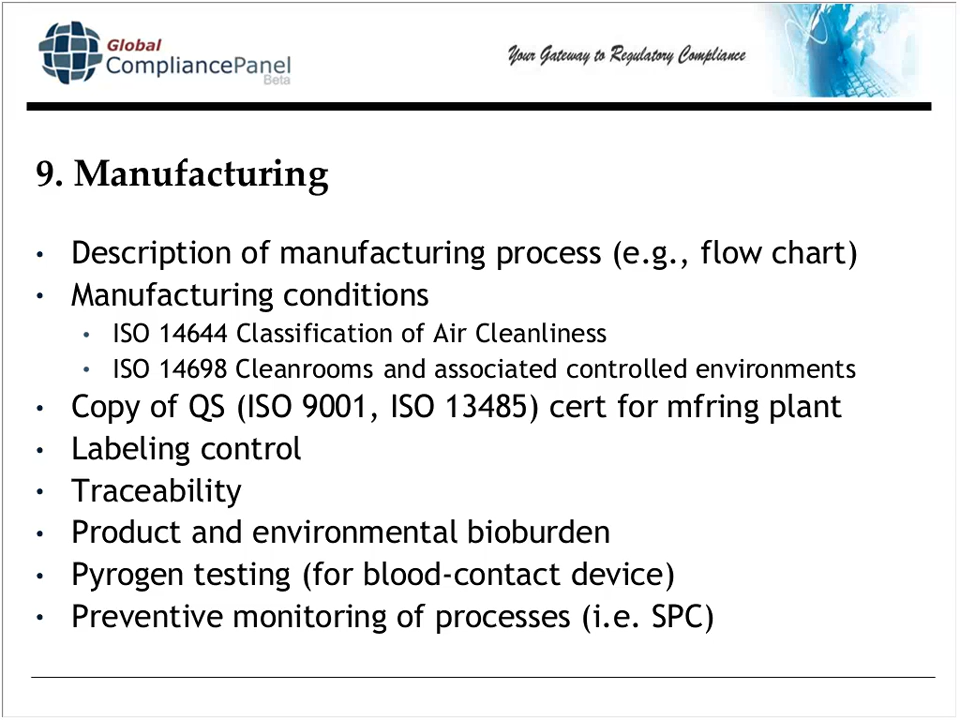 Global
CompliancePanel
Beta
Your Gateway to Regulatory Compliance
9. Manufacturing
• Description of manufacturing process (e.g., flow chart)
• Manufacturing conditions
• ISO 14644 Classification of Air Cleanliness
• ISO 14698 Cleanrooms and associated controlled environments
• Copy of QS (ISO 9001, ISO 13485) cert for mfring plant
• Labeling control
• Traceability
• Product and environmental bioburden
• Pyrogen testing (for blood-contact device)
• Preventive monitoring of processes (i.e. SPC)